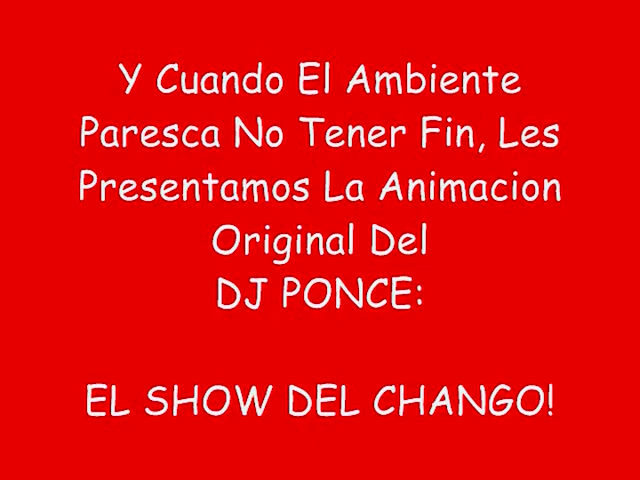 Y Cuando El Ambiente
Paresca No Tener Fin, Les
Presentamos La Animacion
Original Del
DJ PONCE:
EL SHOW DEL CHANGO!